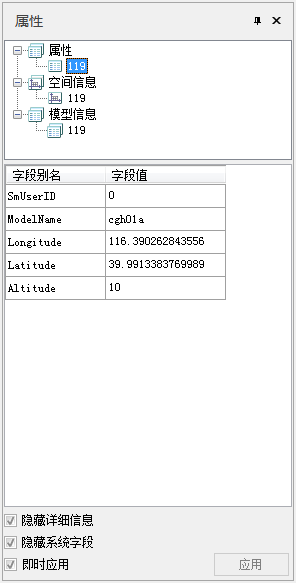 属性
属性
119
空间信息
119
模型信息
119
字段别名 字段值
SmUserID 0
ModelName cgh01a
Longitude 116.390262843556
Latitude 39.9913383769989
Altitude 10
隐藏详细信息
隐藏系统字段
即时应用 应用